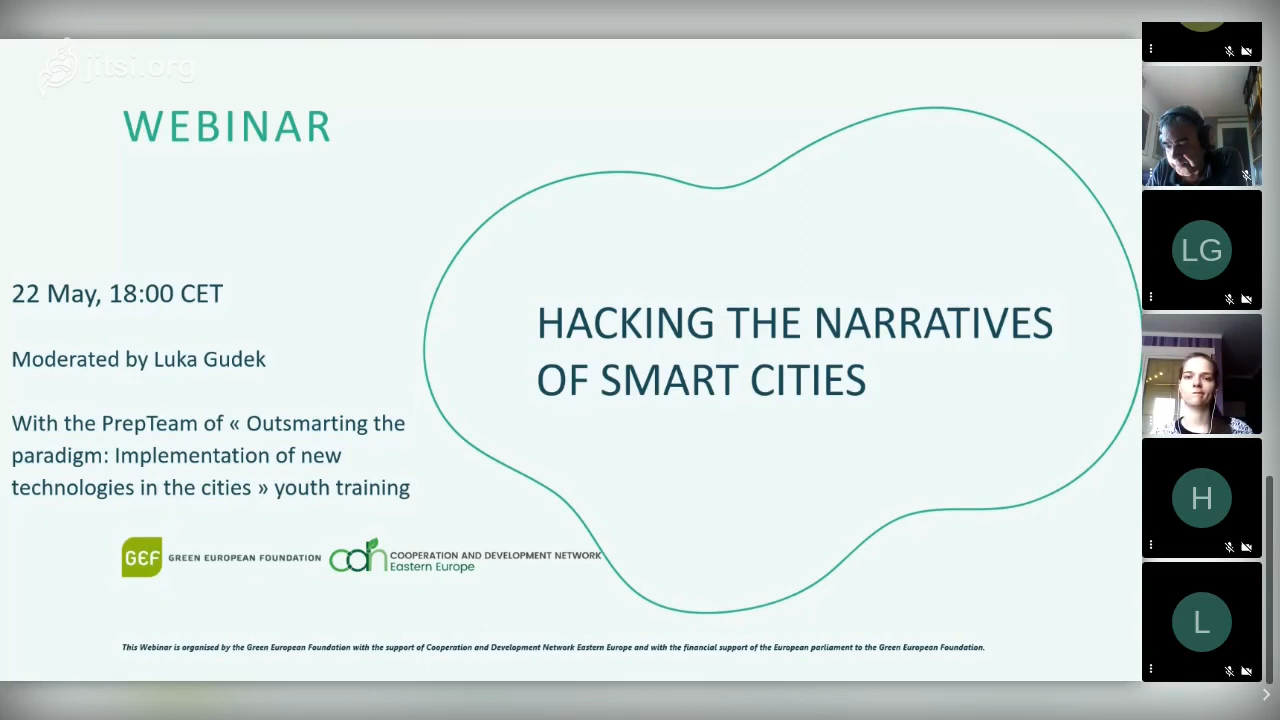 jitsi.org
WEBINAR
22 May, 18:00 CET
Moderated by Luka Gudek
With the PrepTeam of « Outsmarting the
paradigm: Implementation of new
technologies in the cities » youth training
HACKING THE NARRATIVES
OF SMART CITIES
GEF GREEN EUROPEAN FOUNDATION
cdn COOPERATION AND DEVELOPMENT NETWORK
Eastern Europe
This Webinar is organised by the Green European Foundation with the support of Cooperation and Development Network Eastern Europe and with the financial support of the European parliament to the Green European Foundation.
LG
H
L